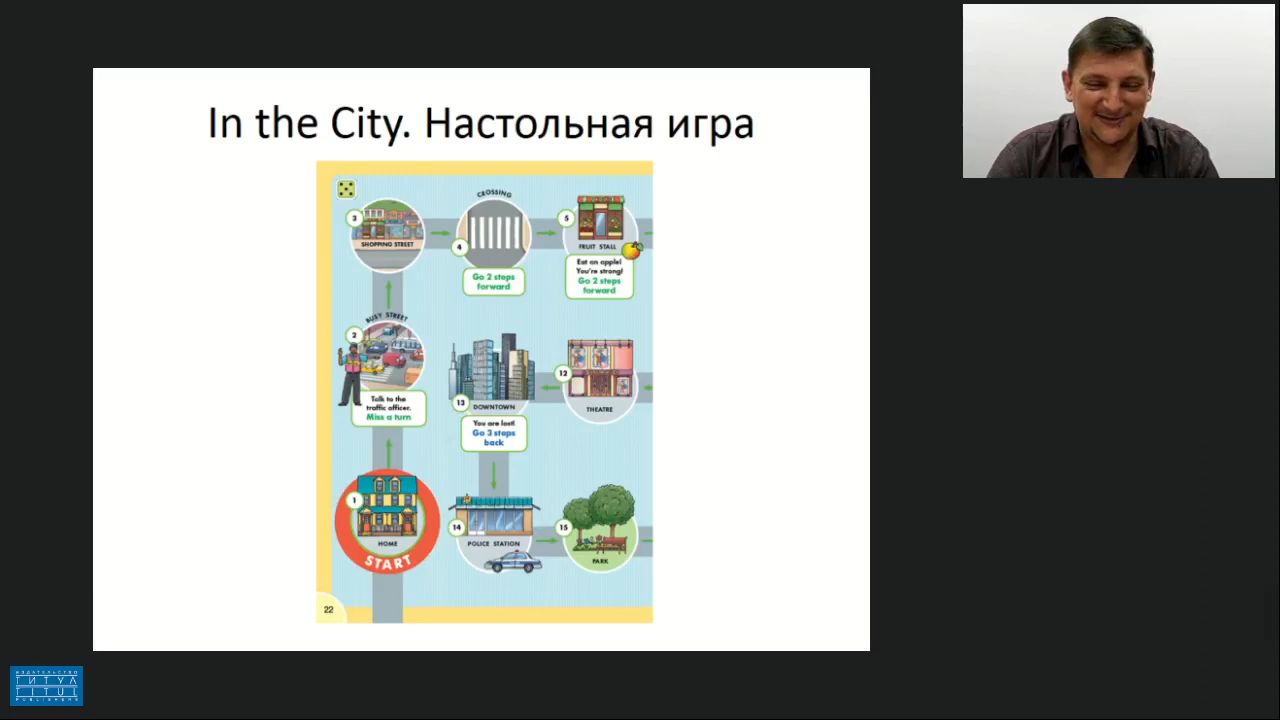 In the City. Настольная игра
3
SHOPPING STREET
CROSSING
4
Go 2 steps
forward
5
FRUIT STALL
Eat an apple!
You're strong!
Go 2 steps
forward
BUSY STREET
2
Talk to the
traffic officer.
Miss a turn
13
DOWNTOWN
You are lost!
Go 3 steps
back
12
THEATRE
1
HOME
START
14
POLICE STATION
15
PARK
22
ИЗДАТЕЛЬСТВО
ТИТУЛ
TITUL
PUBLISHERS